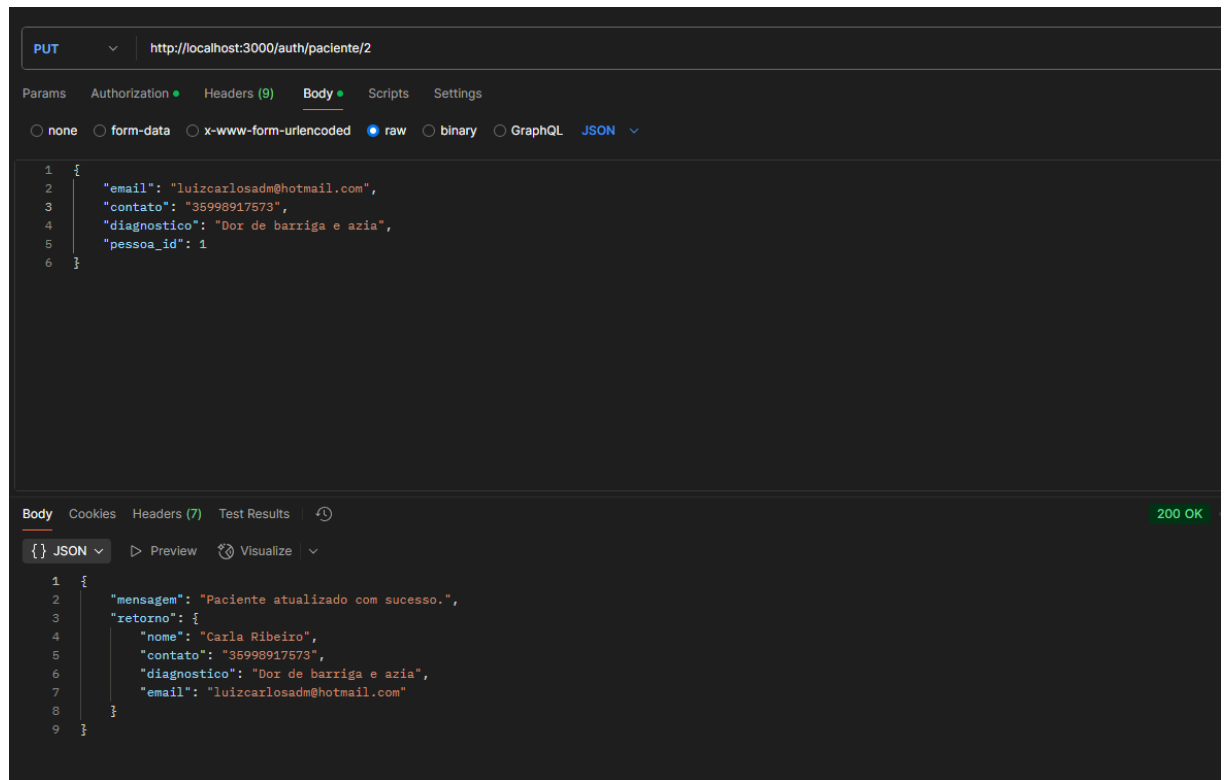 PUT http://localhost:3000/auth/paciente/2
Params Authorization Headers (9) Body Scripts Settings
none form-data x-www-form-urlencoded raw binary GraphQL JSON
1 {
2 "email": "luizcarlosadm@hotmail.com",
3 "contato": "35998917573",
4 "diagnostico": "Dor de barriga e azia",
5 "pessoa_id": 1
6 }
Body Cookies Headers (7) Test Results 200 OK
{} JSON Preview Visualize
1 {
2 "mensagem": "Paciente atualizado com sucesso.",
3 "retorno": {
4 "nome": "Carla Ribeiro",
5 "contato": "35998917573",
6 "diagnostico": "Dor de barriga e azia",
7 "email": "luizcarlosadm@hotmail.com"
8 }
9 }